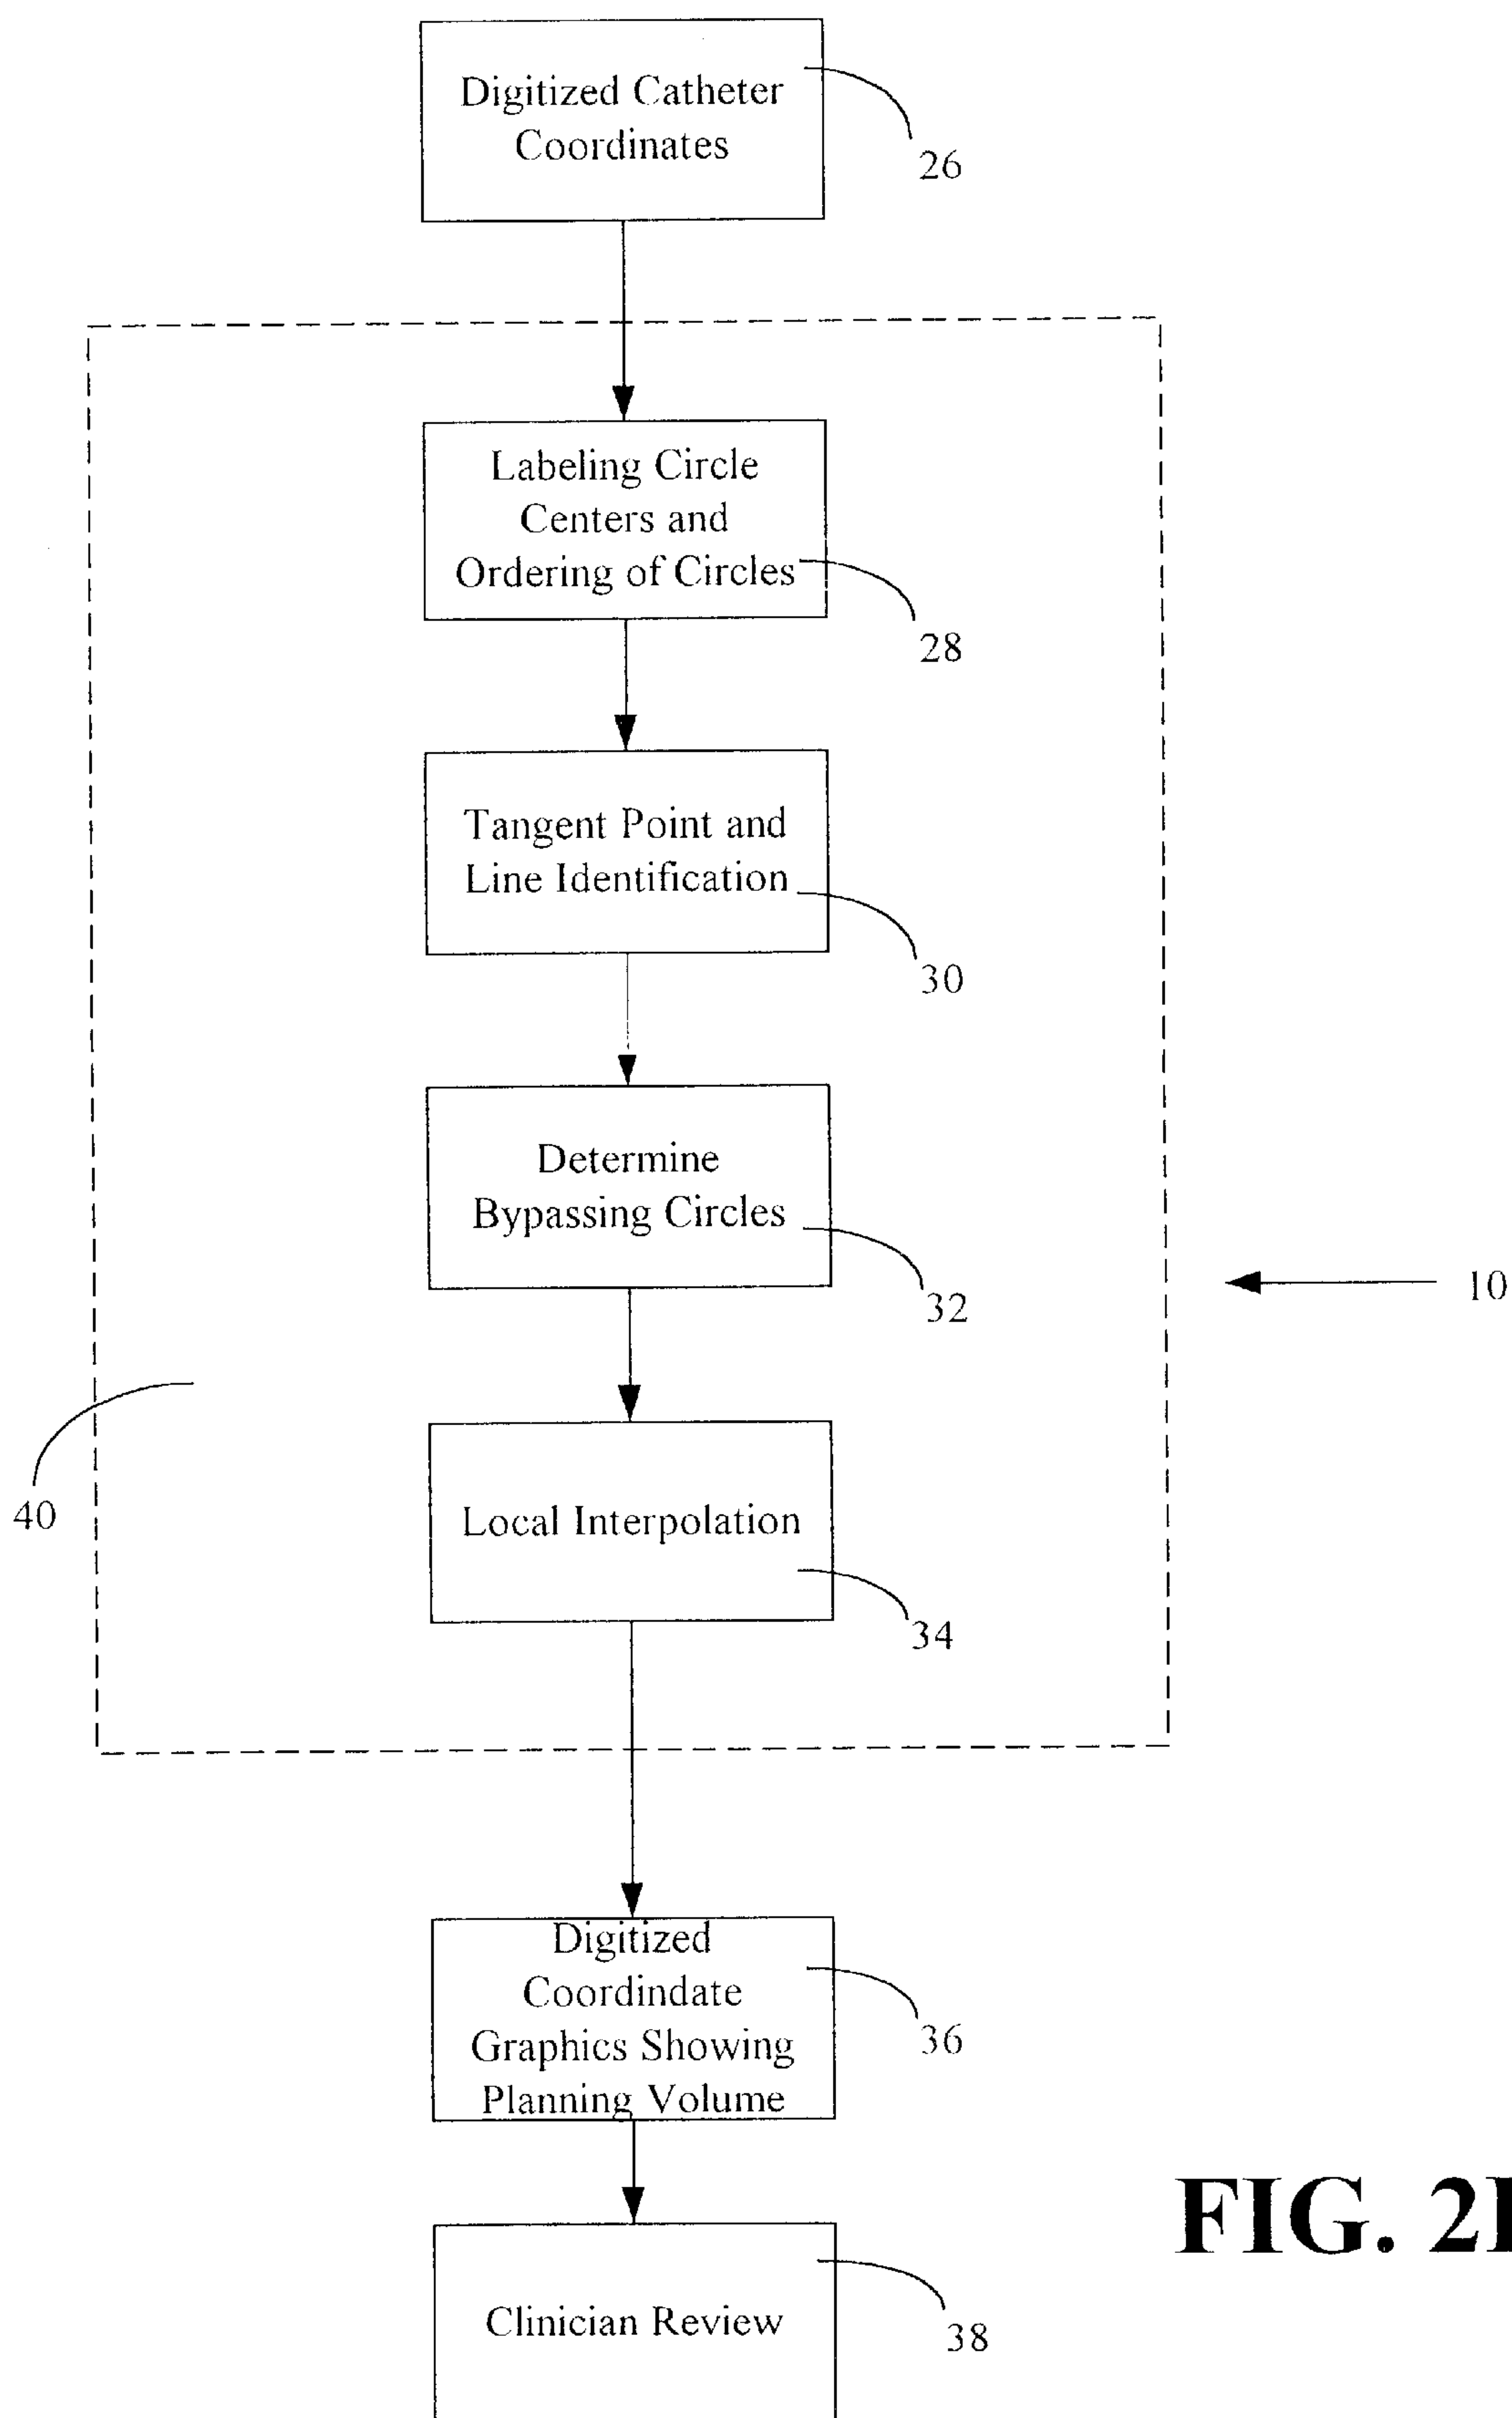 Digitized Catheter
Coordinates
26
Labeling Circle
Centers and
Ordering of Circles
28
Tangent Point and
Line Identification
30
Determine
Bypassing Circles
32
10
40
Local Interpolation
34
Digitized
Coordindate
Graphics Showing
Planning Volume
36
Clinician Review
38
FIG.